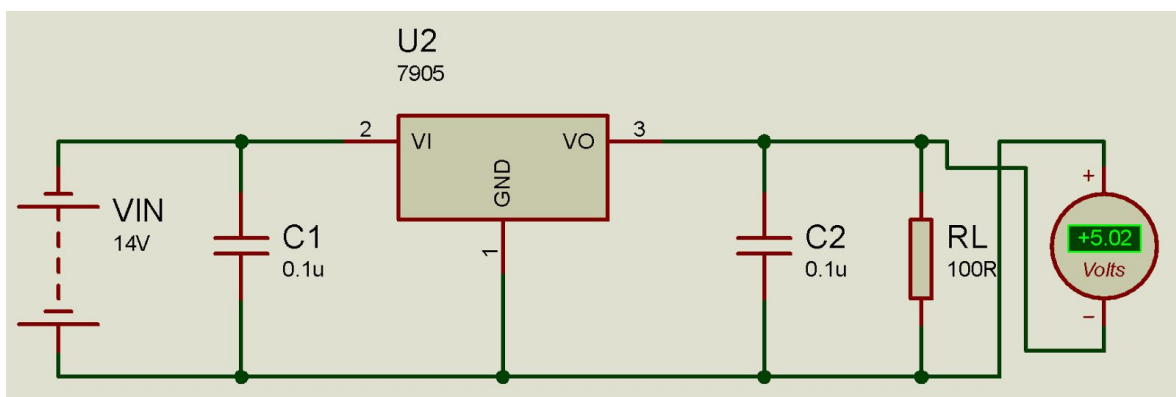 U2
7905
2
VI
VO
3
GND
1
VIN
14V
C1
0.1u
C2
0.1u
RL
100R
+
+5.02
Volts
−